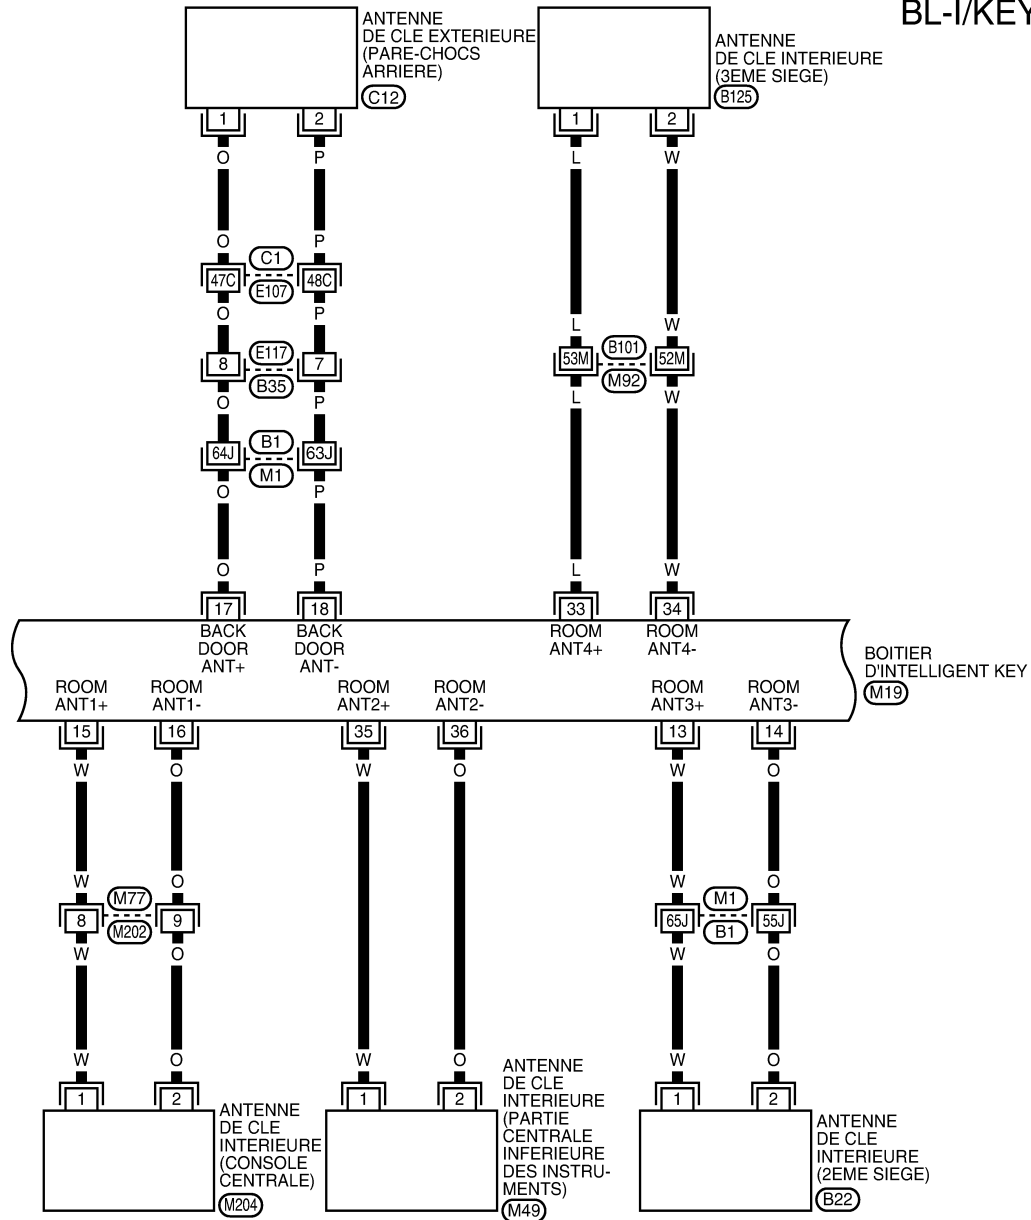 BL-I/KEY
ANTENNE
DE CLE EXTERIEURE
(PARE-CHOCS
ARRIERE)
C12
ANTENNE
DE CLE INTERIEURE
(3EME SIEGE)
B125
1 2 1 2
O P L W
O P
C1
47C 48C
E107
O P L W
B101
53M 52M
M92
E117
8 7
B35
O P L W
B1
64J 63J
M1
O P
O P L W
17 18 33 34
BACK
DOOR
ANT+
BACK
DOOR
ANT-
ROOM
ANT4+
ROOM
ANT4-
BOITIER
D'INTELLIGENT KEY
M19
ROOM
ANT1+
ROOM
ANT1-
ROOM
ANT2+
ROOM
ANT2-
ROOM
ANT3+
ROOM
ANT3-
15 16 35 36 13 14
W O W O W O
W O W O
M77
8 9
M202
M1
65J 55J
B1
W O W O
W O W O W O
1 2 1 2 1 2
ANTENNE
DE CLE
INTERIEURE
(CONSOLE
CENTRALE)
M204
ANTENNE
DE CLE
INTERIEURE
(PARTIE
CENTRALE
INFERIEURE
DES INSTRU-
MENTS)
M49
ANTENNE
DE CLE
INTERIEURE
(2EME SIEGE)
B22